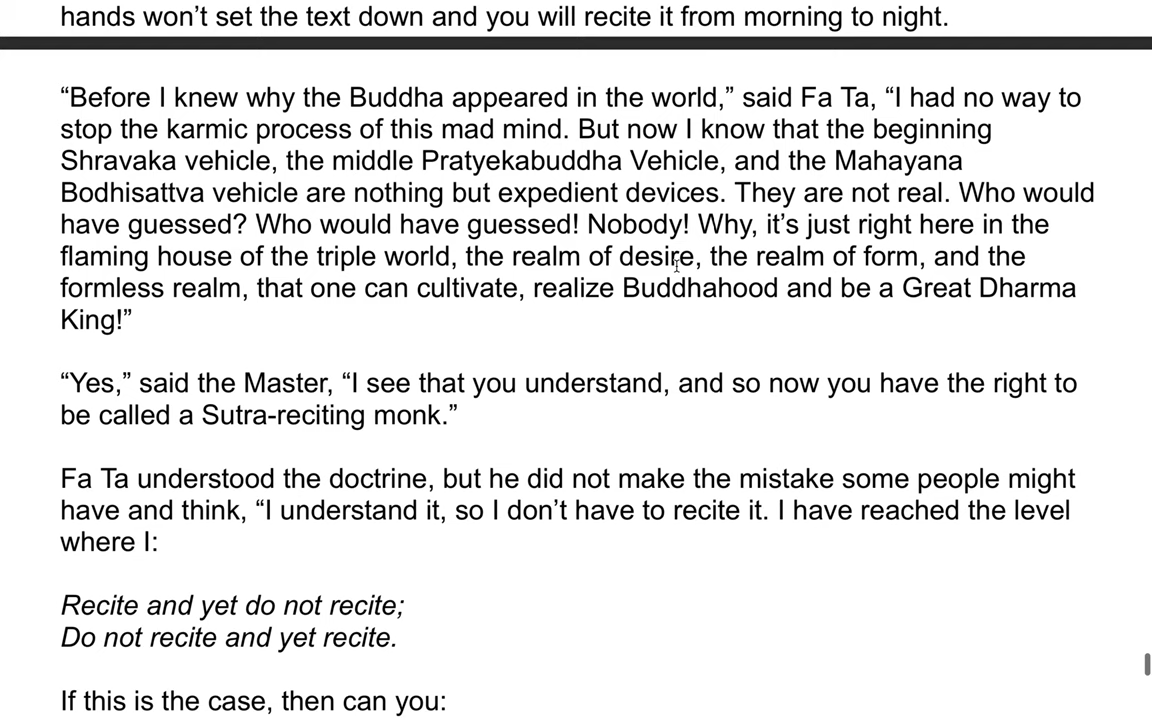 hands won’t set the text down and you will recite it from morning to night.
“Before I knew why the Buddha appeared in the world,” said Fa Ta, “I had no way to
stop the karmic process of this mad mind. But now I know that the beginning
Shravaka vehicle, the middle Pratyekabuddha Vehicle, and the Mahayana
Bodhisattva vehicle are nothing but expedient devices. They are not real. Who would
have guessed? Who would have guessed! Nobody! Why, it’s just right here in the
flaming house of the triple world, the realm of desire, the realm of form, and the
formless realm, that one can cultivate, realize Buddhahood and be a Great Dharma
King!”
“Yes,” said the Master, “I see that you understand, and so now you have the right to
be called a Sutra-reciting monk.”
Fa Ta understood the doctrine, but he did not make the mistake some people might
have and think, “I understand it, so I don’t have to recite it. I have reached the level
where I:
Recite and yet do not recite;
Do not recite and yet recite.
If this is the case, then can you: